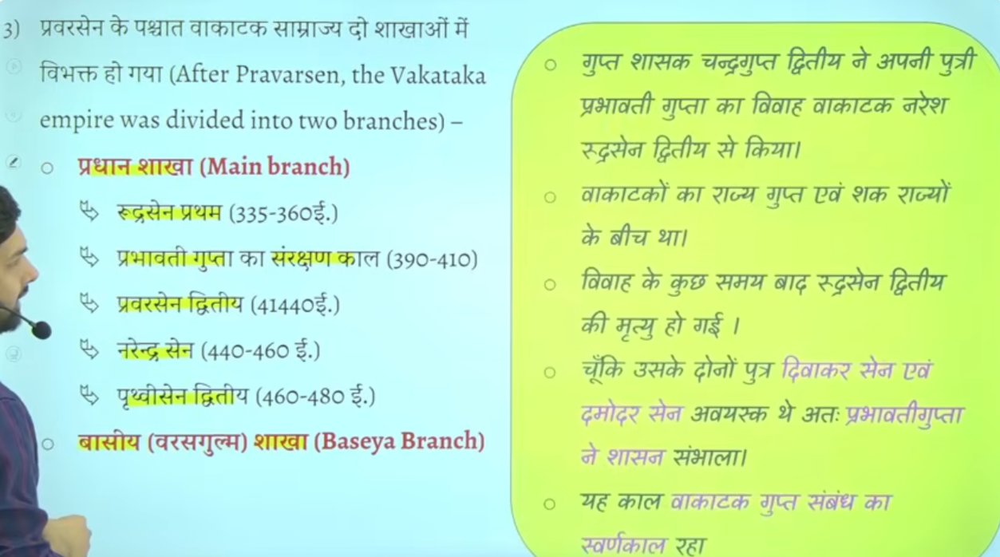 3) प्रवरसेन के पश्चात वाकाटक साम्राज्य दो शाखाओं में
विभक्त हो गया (After Pravarsen, the Vakataka
empire was divided into two branches) –
प्रधान शाखा (Main branch)
रूद्रसेन प्रथम (335-360ई.)
प्रभावती गुप्ता का संरक्षण काल (390-410)
प्रवरसेन द्वितीय (41440ई.)
नरेन्द्र सेन (440-460 ई.)
पृथ्वीसेन द्वितीय (460-480 ई.)
बासीय (वरसगुल्म) शाखा (Baseya Branch)
गुप्त शासक चन्द्रगुप्त द्वितीय ने अपनी पुत्री
प्रभावती गुप्ता का विवाह वाकाटक नरेश
रूद्रसेन द्वितीय से किया।
वाकाटकों का राज्य गुप्त एवं शक राज्यों
के बीच था।
विवाह के कुछ समय बाद रूद्रसेन द्वितीय
की मृत्यु हो गई ।
चूँकि उसके दोनों पुत्र दिवाकर सेन एवं
दमोदर सेन अवयस्क थे अतः प्रभावतीगुप्ता
ने शासन संभाला।
यह काल वाकाटक गुप्त संबंध का
स्वर्णकाल रहा